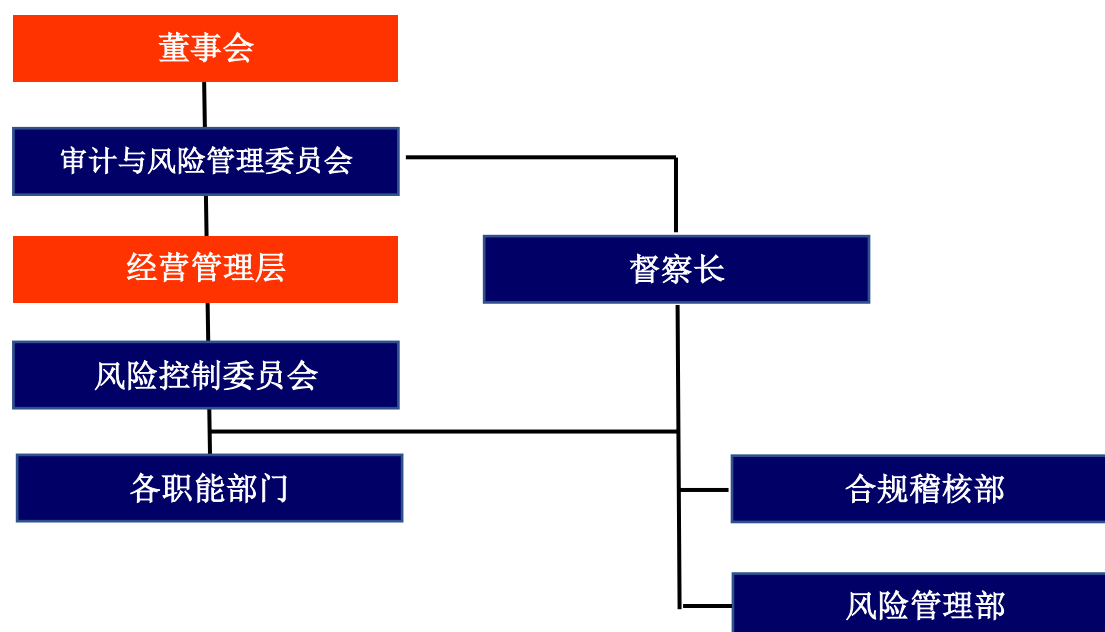 董事会
审计与风险管理委员会
经营管理层
督察长
风险控制委员会
各职能部门
合规稽核部
风险管理部